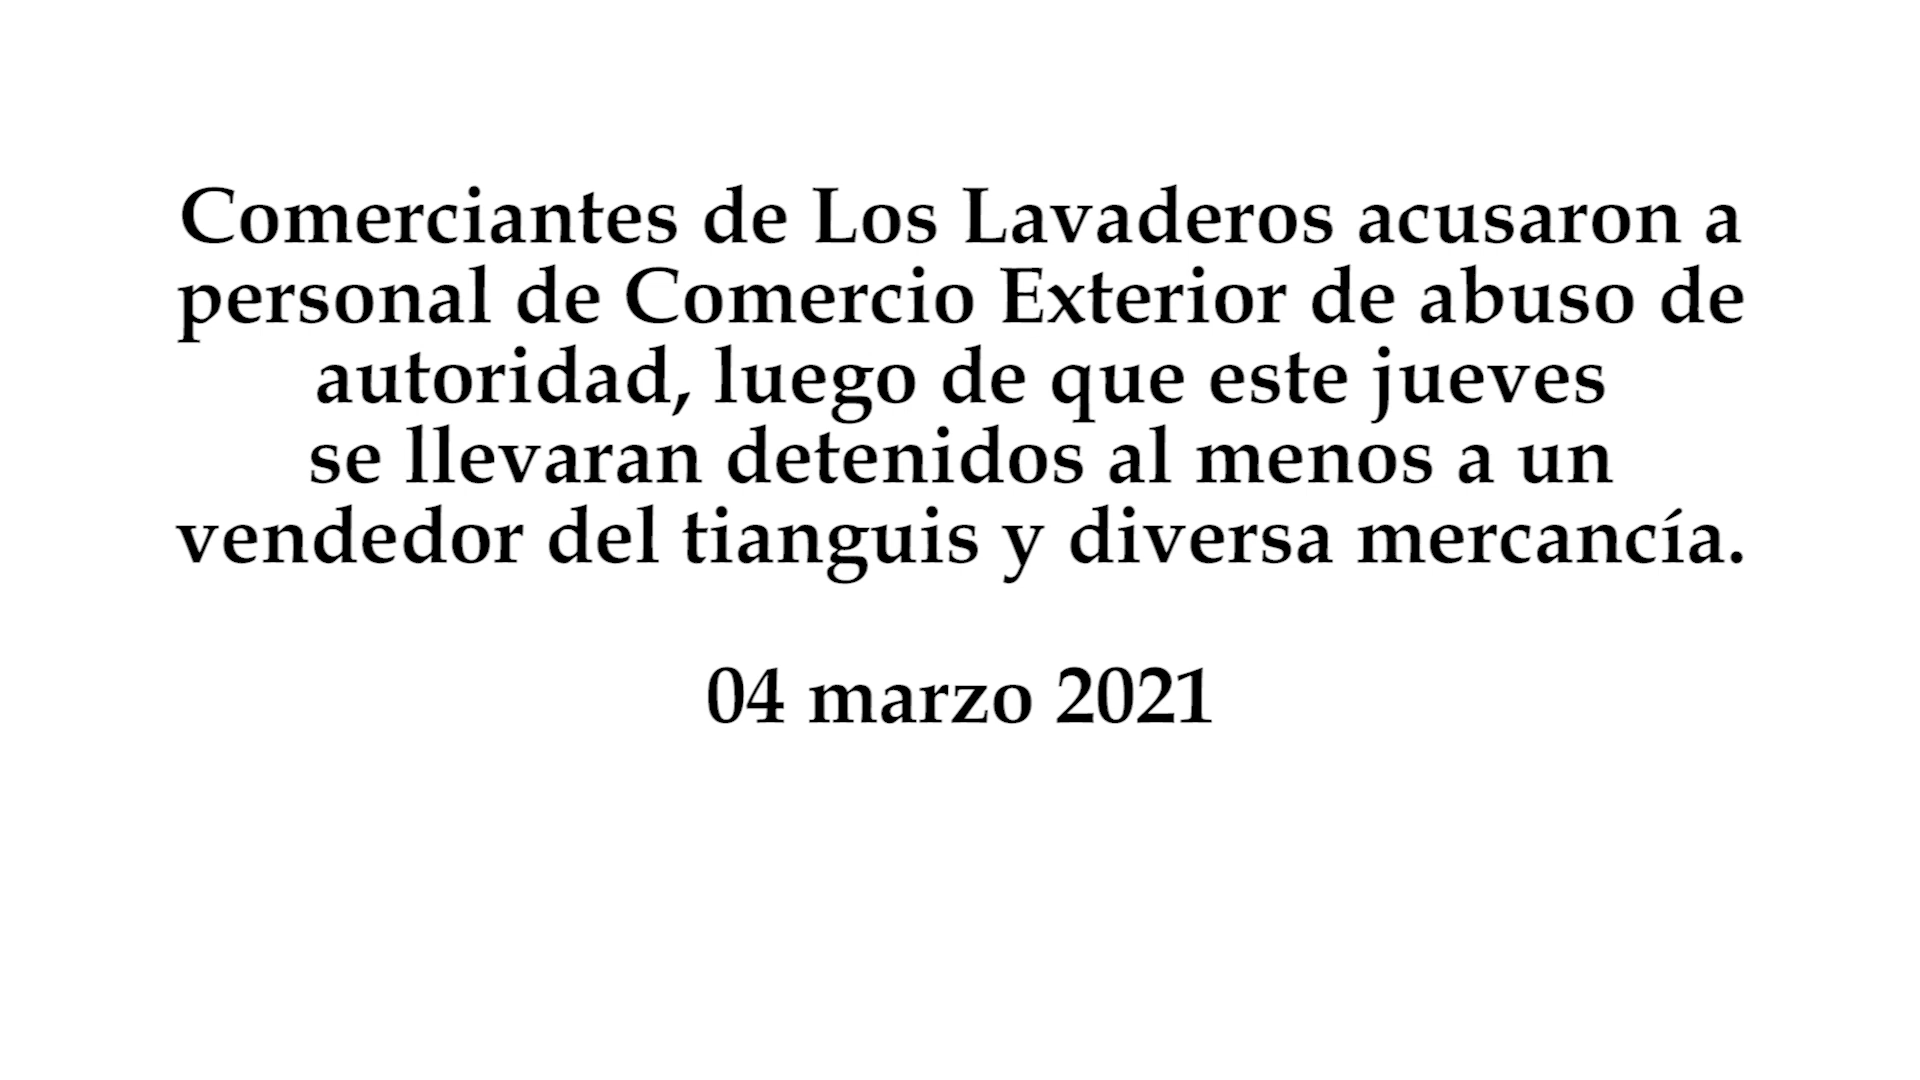 Comerciantes de Los Lavaderos acusaron a
personal de Comercio Exterior de abuso de
autoridad, luego de que este jueves
se llevaran detenidos al menos a un
vendedor del tianguis y diversa mercancía.
04 marzo 2021